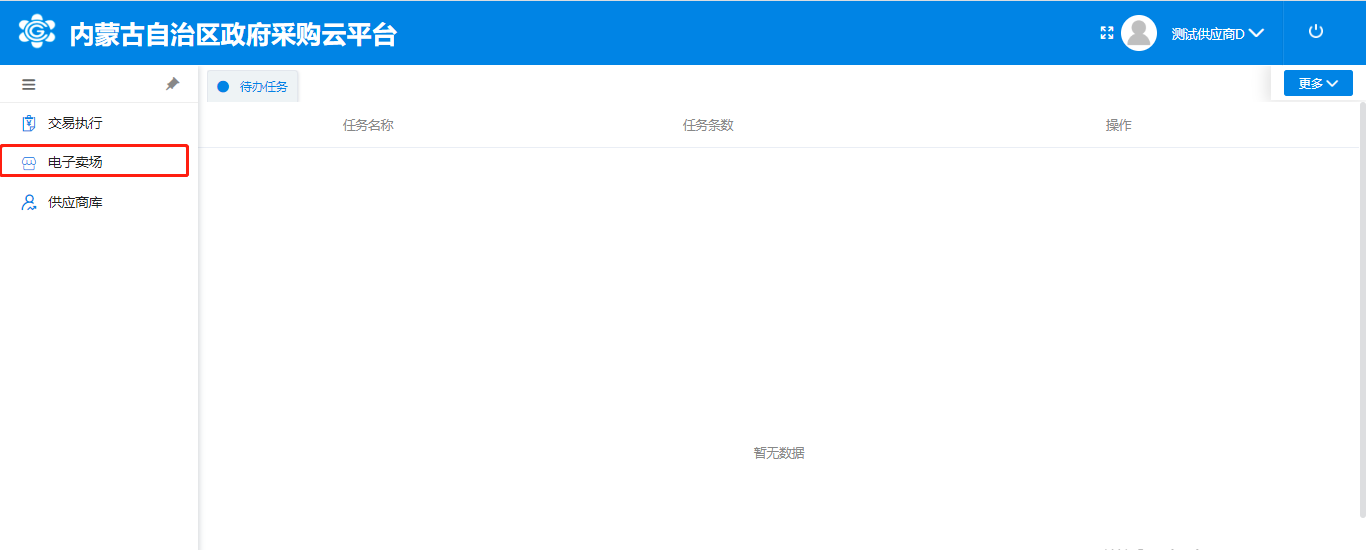 内蒙古自治区政府采购云平台
测试供应商D
待办任务
更多
交易执行
电子卖场
供应商库
任务名称 任务条数 操作
暂无数据